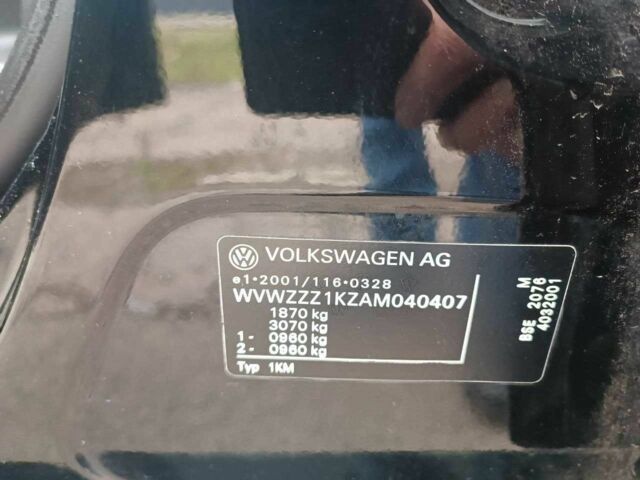 VOLKSWAGEN AG
e1*2001/116*0328
WVWZZZ1KZAM040407
1870 kg
3070 kg
1- 0960 kg
2- 0960 kg
Typ 1KM
M
BSE 2076
4032001